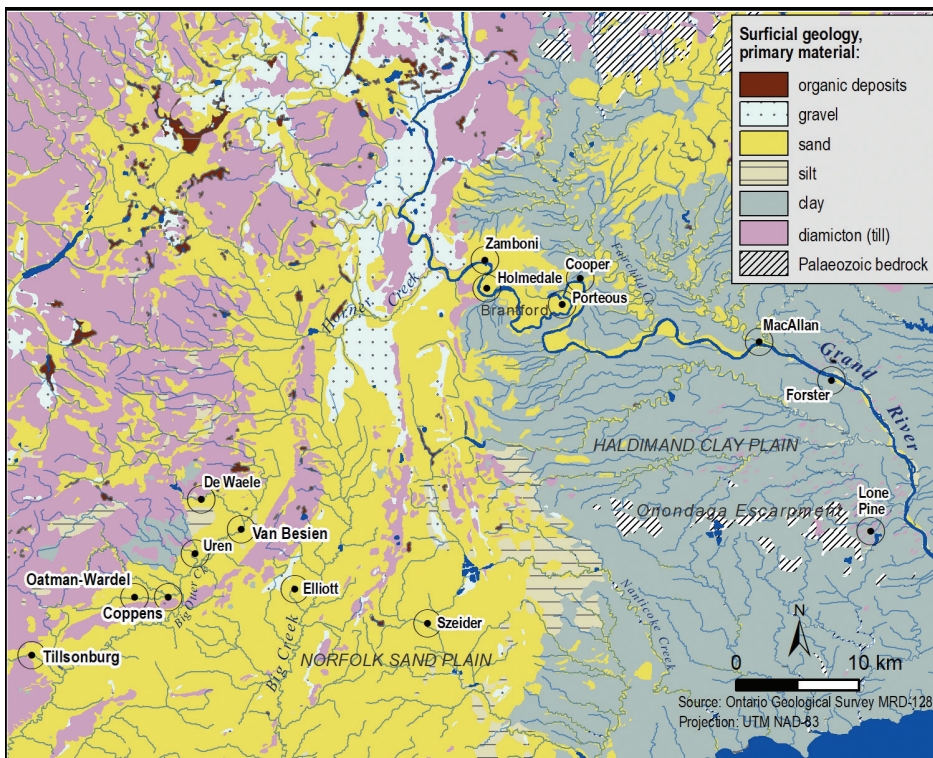 Surficial geology,
primary material:
organic deposits
gravel
sand
silt
clay
diamicton (till)
Palaeozoic bedrock
Zamboni
Cooper
Fairchild Cr.
Holmedale
Horner Creek
Brantford
Porteous
MacAllan
Grand River
Forster
HALDIMAND CLAY PLAIN
De Waele
Lone
Pine
Onondaga Escarpment
Van Besien
Uren
Oatman-Wardel
Elliott
Coppens
Big Otter Cr.
Nanticoke Creek
Szeider
N
Tillsonburg
Big Creek
NORFOLK SAND PLAIN
0 10 km
Source: Ontario Geological Survey MRD-128
Projection: UTM NAD-83